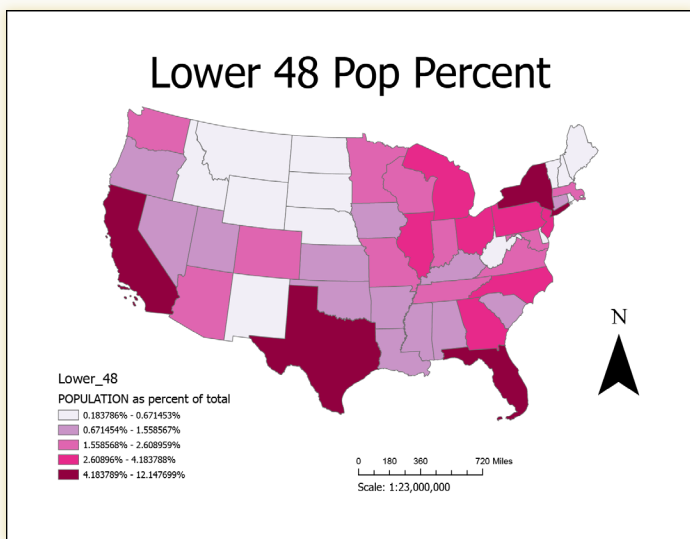 Lower 48 Pop Percent
N
Lower_48
POPULATION as percent of total
0.183786% - 0.671453%
0.671454% - 1.558567%
1.558568% - 2.608959%
2.60896% - 4.183788%
4.183789% - 12.147699%
0 180 360 720 Miles
Scale: 1:23,000,000